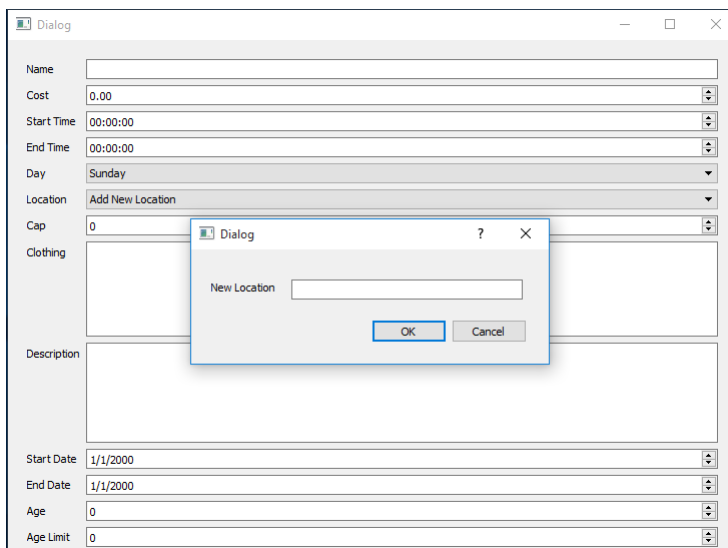 Dialog
Name
Cost 0.00
Start Time 00:00:00
End Time 00:00:00
Day Sunday
Location Add New Location
Cap 0
Dialog ?
Clothing
New Location
OK Cancel
Description
Start Date 1/1/2000
End Date 1/1/2000
Age 0
Age Limit 0